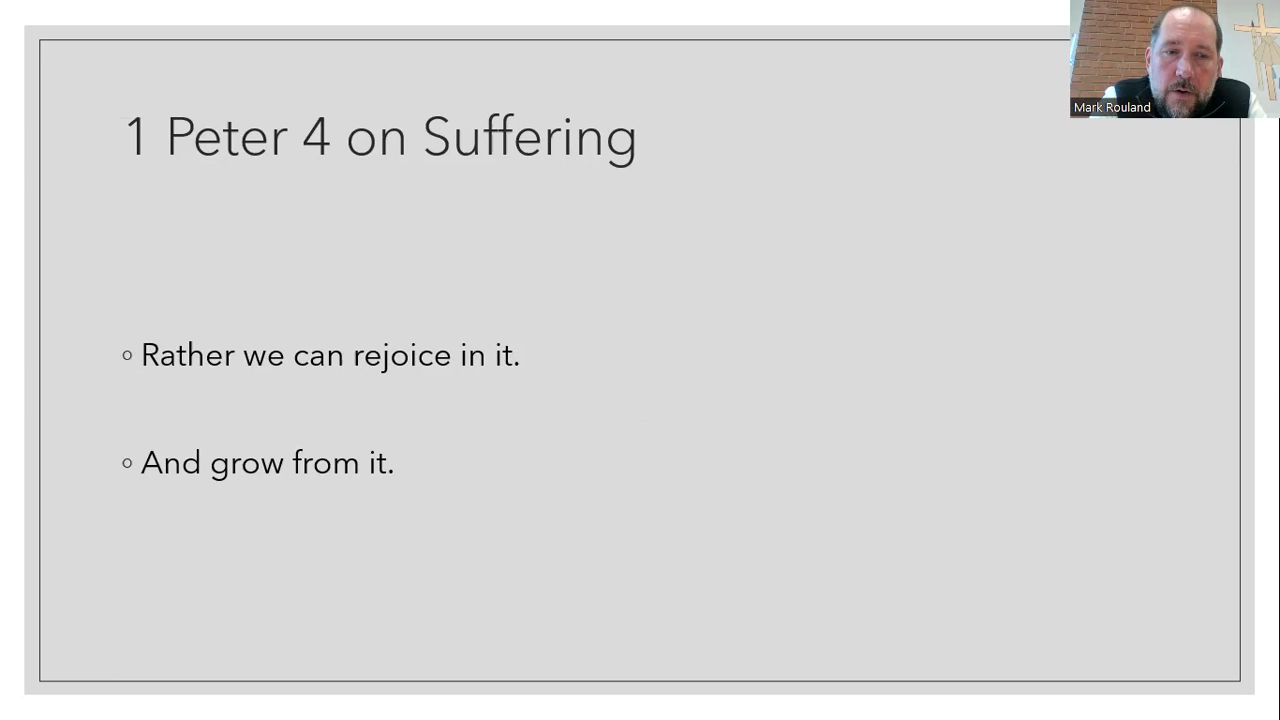 1 Peter 4 on Suffering
Mark Rouland
◦ Rather we can rejoice in it.
◦ And grow from it.